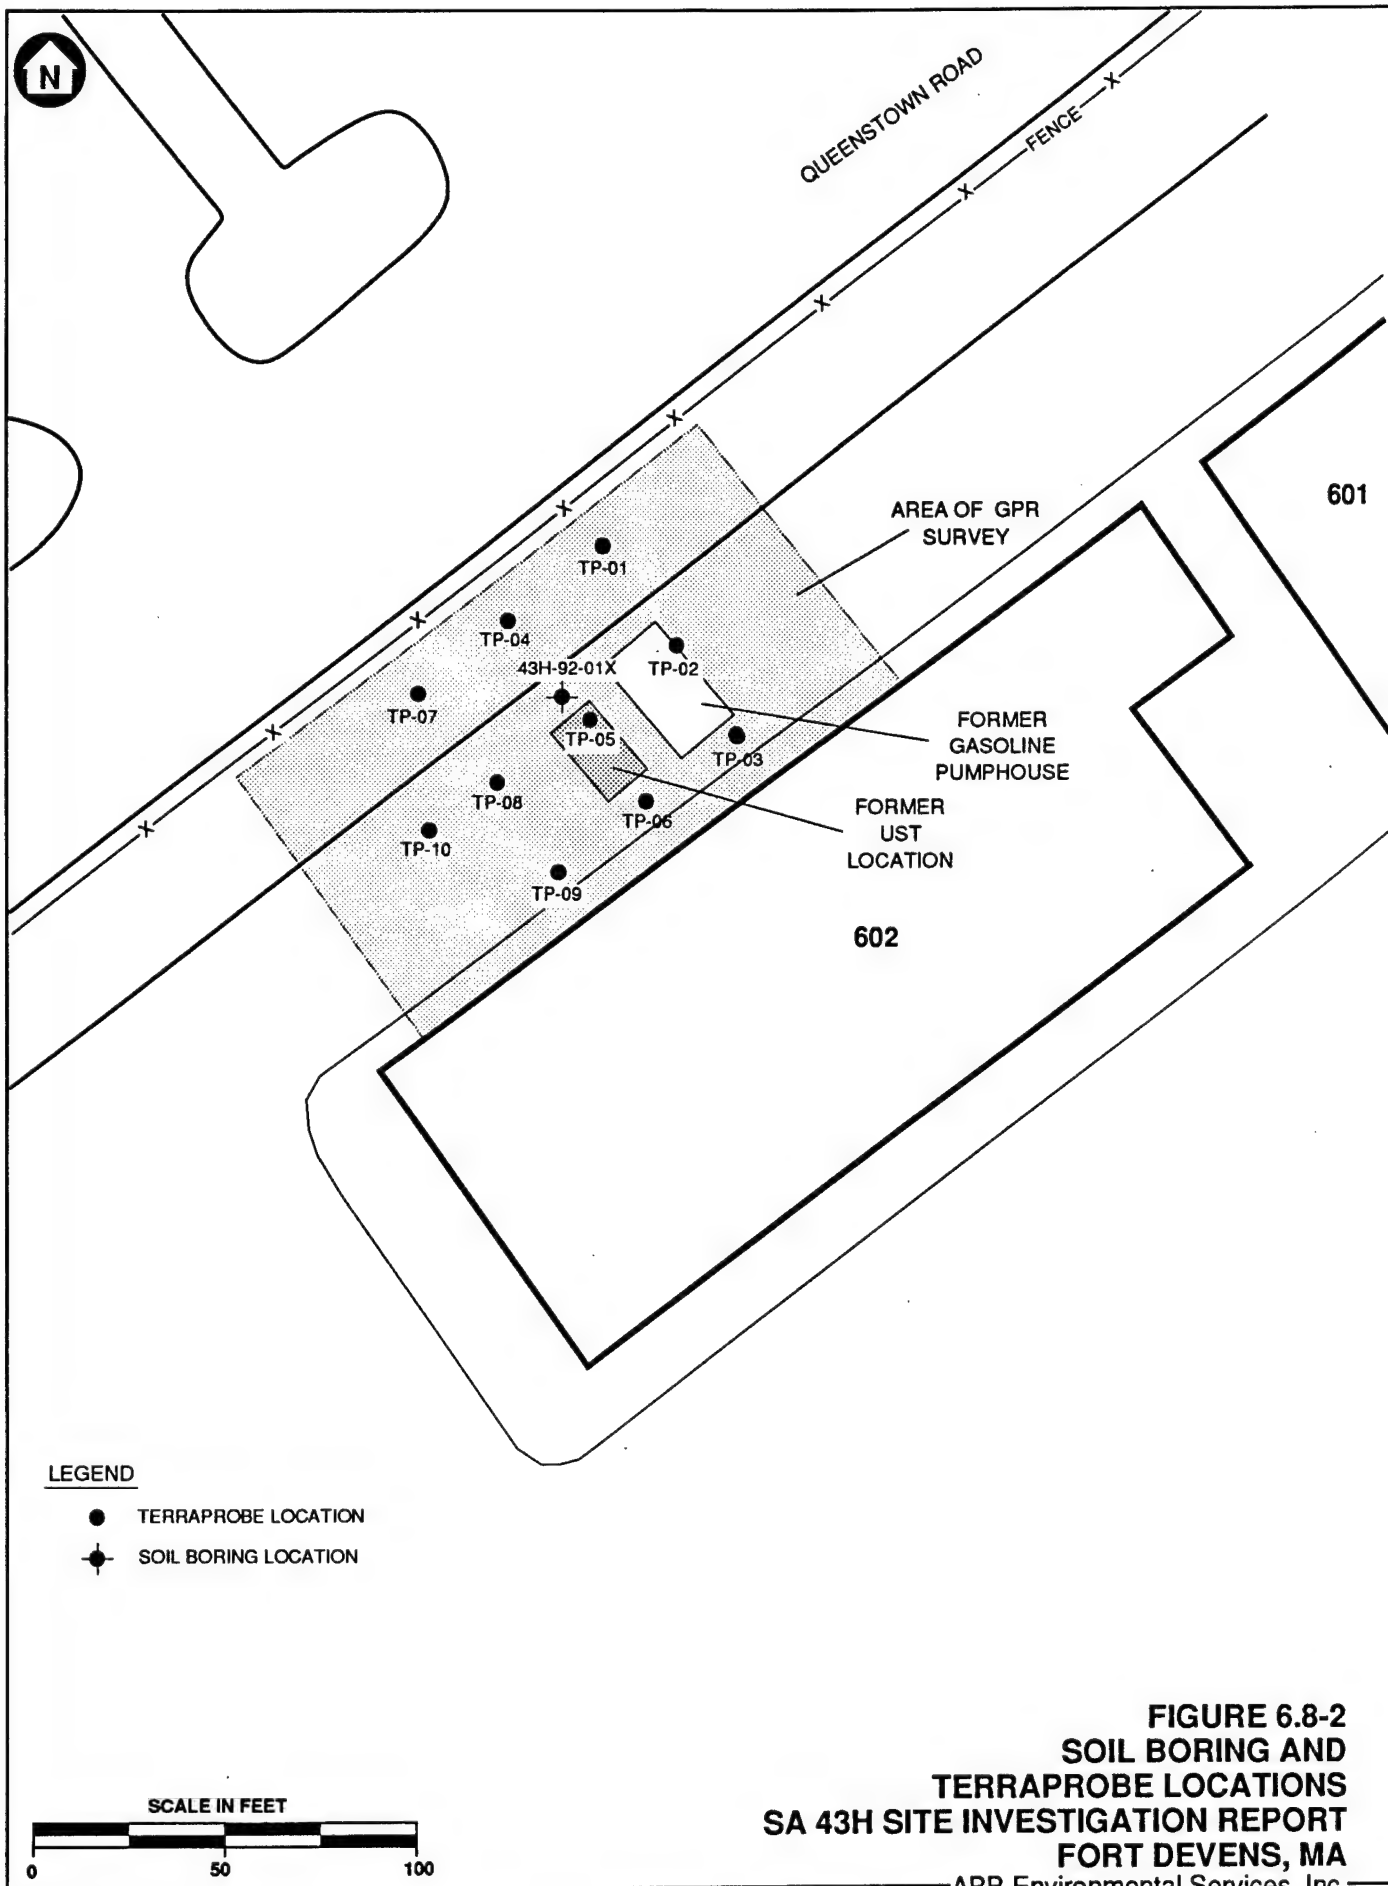 N
QUEENSTOWN ROAD
FENCE
X
X
X
X
X
X
X
X
601
AREA OF GPR
SURVEY
TP-01
TP-04
43H-92-01X
TP-02
TP-07
TP-05
TP-03
FORMER
GASOLINE
PUMPHOUSE
TP-08
TP-06
FORMER
UST
LOCATION
TP-10
TP-09
602
LEGEND
TERRAPROBE LOCATION
SOIL BORING LOCATION
SCALE IN FEET
0 50 100
FIGURE 6.8-2
SOIL BORING AND
TERRAPROBE LOCATIONS
SA 43H SITE INVESTIGATION REPORT
FORT DEVENS, MA
Environmental Services, Inc